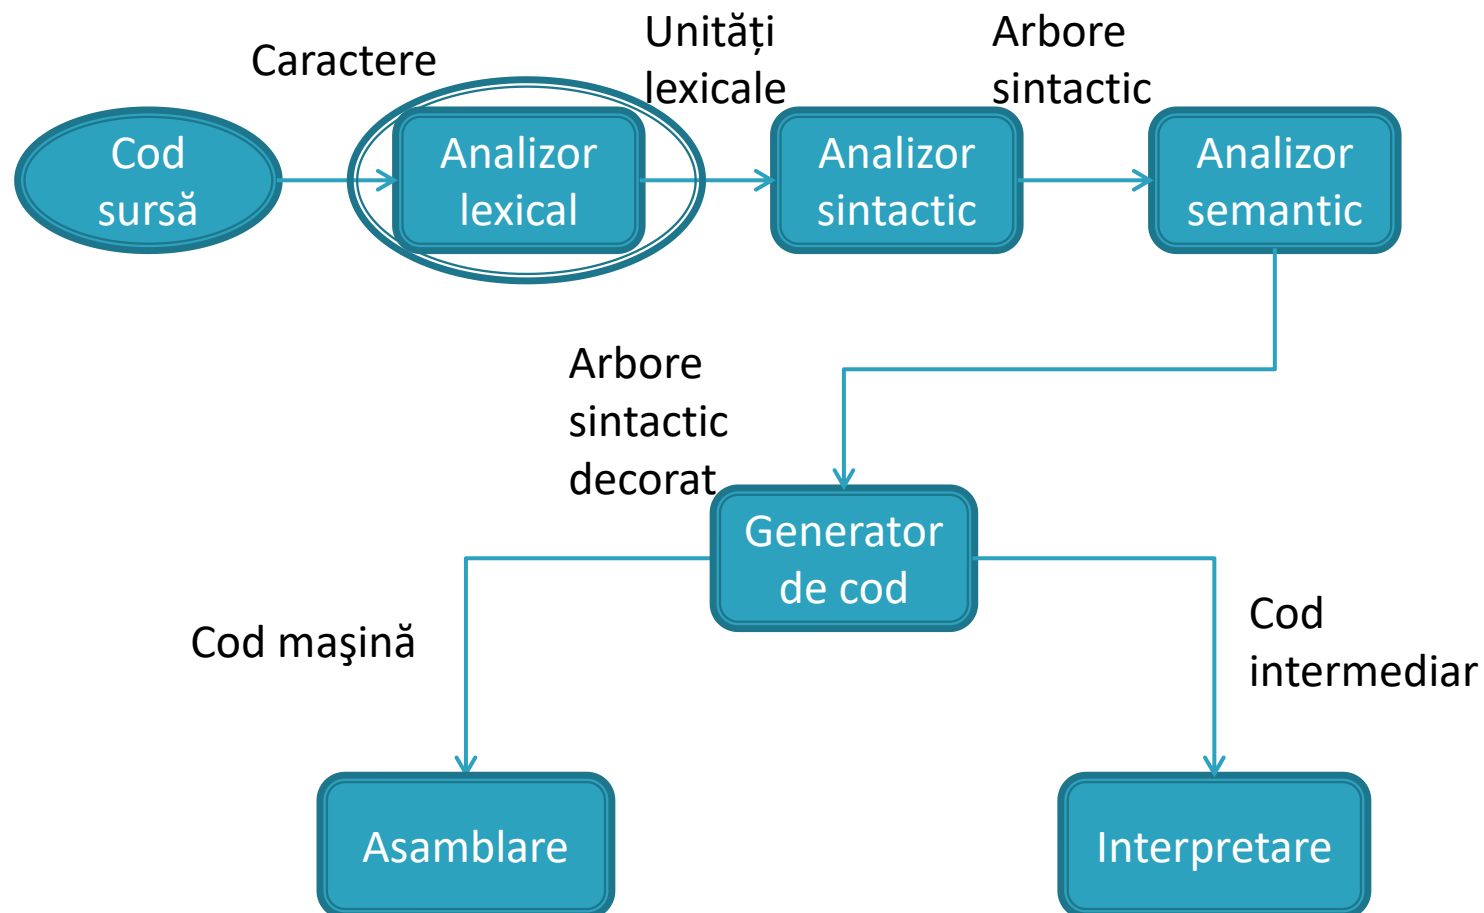 Caractere
Unități
lexicale
Arbore
sintactic
Cod
sursă
Analizor
lexical
Analizor
sintactic
Analizor
semantic
Arbore
sintactic
decorat
Generator
de cod
Cod maşină
Cod
intermediar
Asamblare
Interpretare